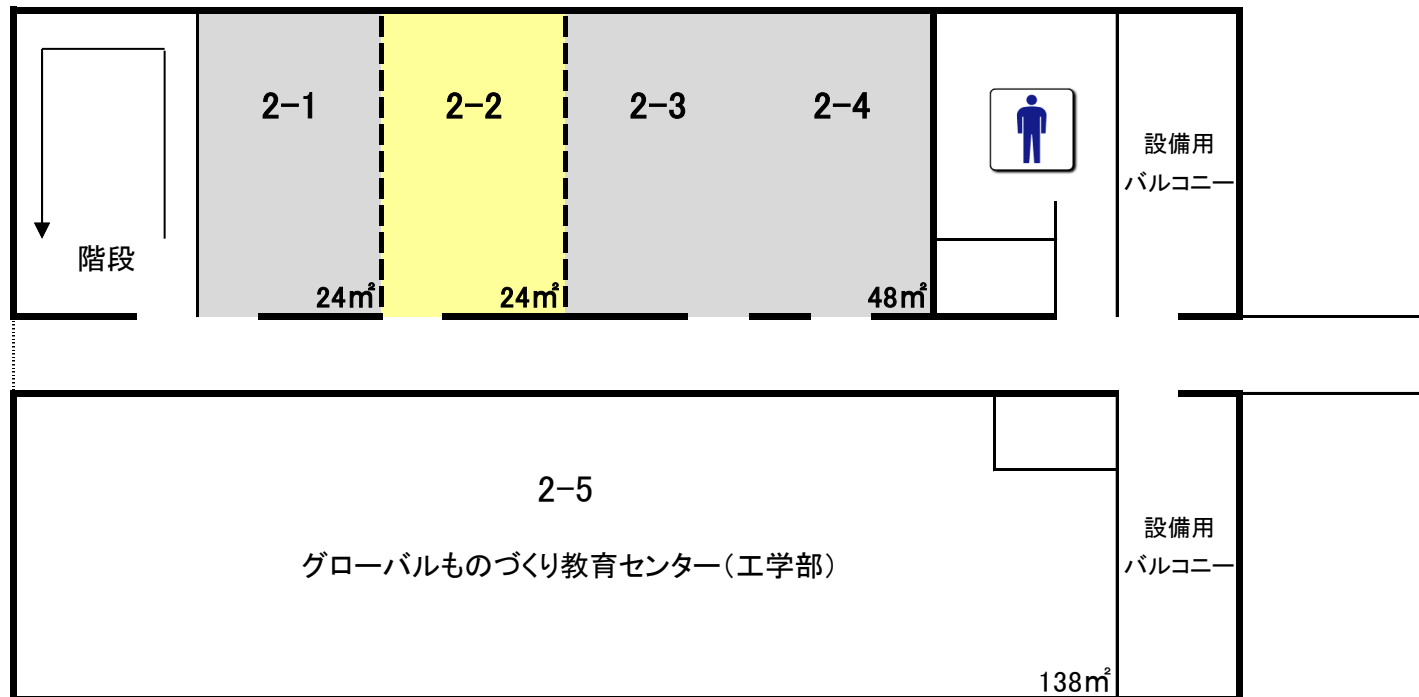 2-1
2-2
2-3
2-4
設備用
バルコニー
階段
24㎡
24㎡
48㎡
2-5
グローバルものづくり教育センター(工学部)
設備用
バルコニー
138㎡